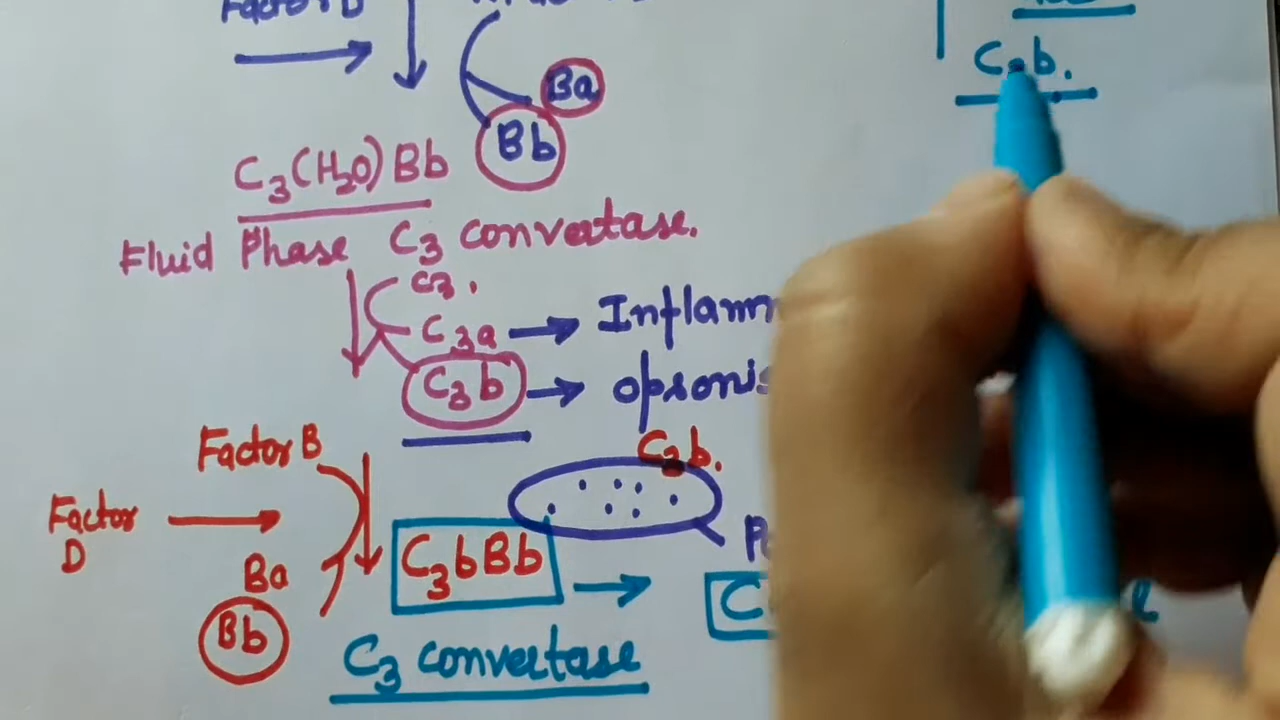 Factor D
Ba
Bb
C3b.
C3(H2O)Bb
Fluid Phase C3 convertase.
C3.
C3a → Inflamm
C3b → opsonis
C3b.
Factor B
Factor
D
Ba
Bb
C3bBb →
C3 convertase